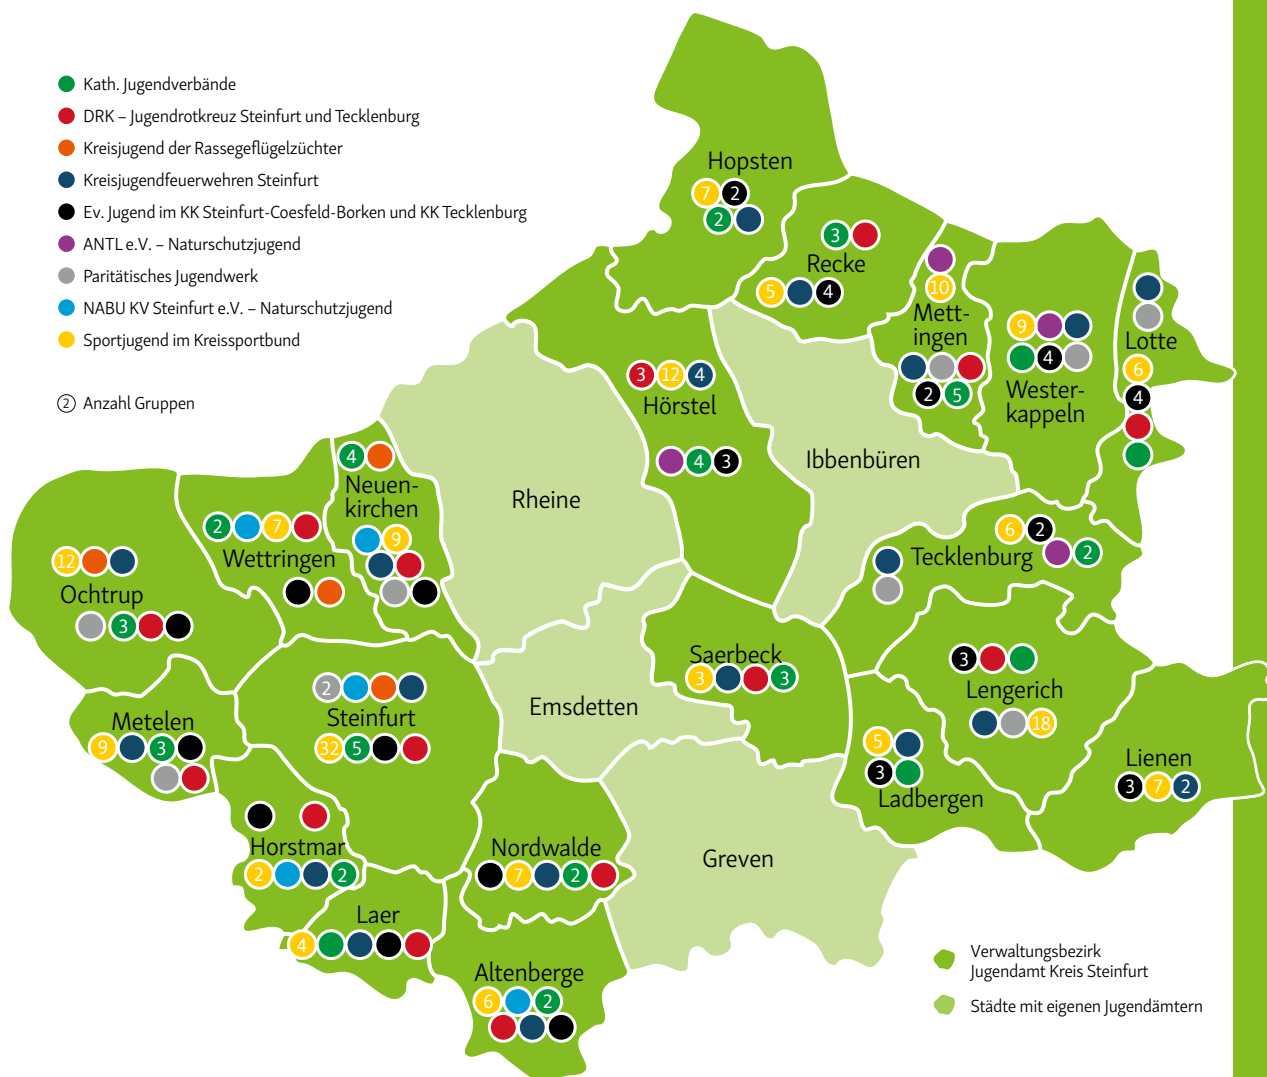 Kath. Jugendverbände
DRK – Jugendrotkreuz Steinfurt und Tecklenburg
Kreisjugend der Rassegeflügelzüchter
Kreisjugendfeuerwehren Steinfurt
Ev. Jugend im KK Steinfurt-Coesfeld-Borken und KK Tecklenburg
ANTL e.V. – Naturschutzjugend
Paritätisches Jugendwerk
NABU KV Steinfurt e.V. – Naturschutzjugend
Sportjugend im Kreissportbund
2 Anzahl Gruppen
Hopsten
7 2
2
3
Recke
5 4
10
Mett-
ingen
2 5
9
4
Wester-
kappeln
Lotte
6
4
3 12 4
Hörstel
4 3
Ibbenbüren
Rheine
4
Neuen-
kirchen
9
2 7
Wettringen
12
Ochtrup
3
6 2
Tecklenburg 2
Saerbeck
3 3
3
Lengerich
18
Emsdetten
2
Steinfurt
32 5
Metelen
9 3
5
3
Ladbergen
Lienen
3 7 2
Horstmar
2 2
Nordwalde
7 2
Greven
Laer
4
Altenberge
6 2
Verwaltungsbezirk
Jugendamt Kreis Steinfurt
Städte mit eigenen Jugendämtern